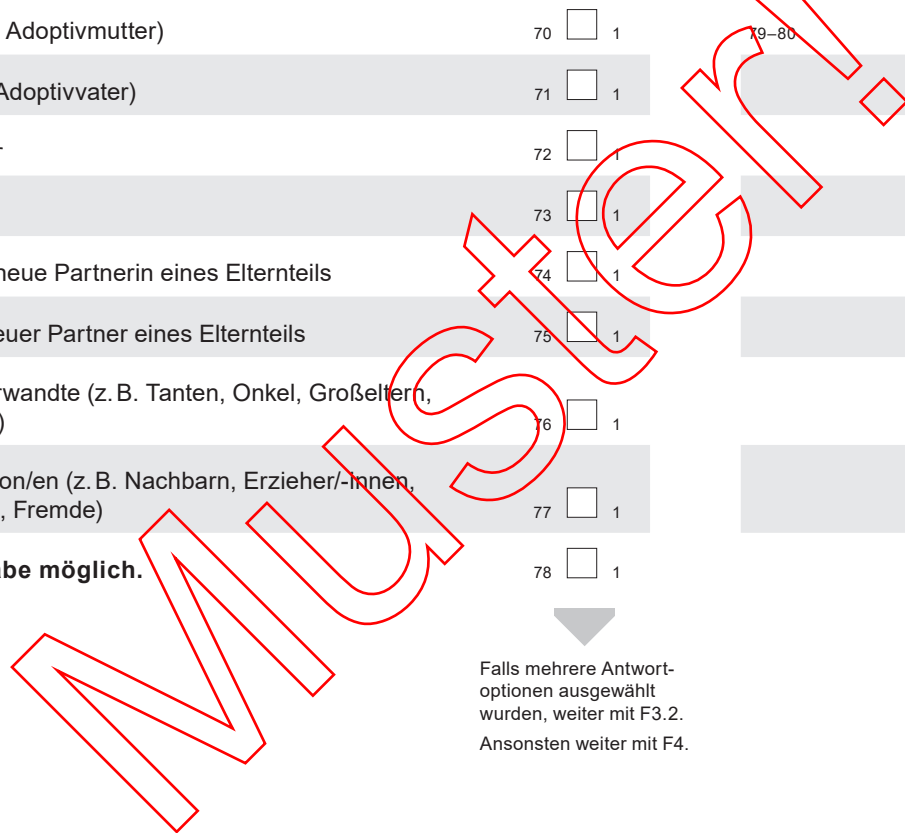 Adoptivmutter) 70 1 79–80
Adoptivvater) 71 1
72 1
73 1
neue Partnerin eines Elternteils 74 1
euer Partner eines Elternteils 75 1
rwandte (z. B. Tanten, Onkel, Großeltern,
) 76 1
on/en (z. B. Nachbarn, Erzieher/-innen,
, Fremde) 77 1
abe möglich. 78 1
Falls mehrere Antwort-
optionen ausgewählt
wurden, weiter mit F3.2.
Ansonsten weiter mit F4.
Muster!